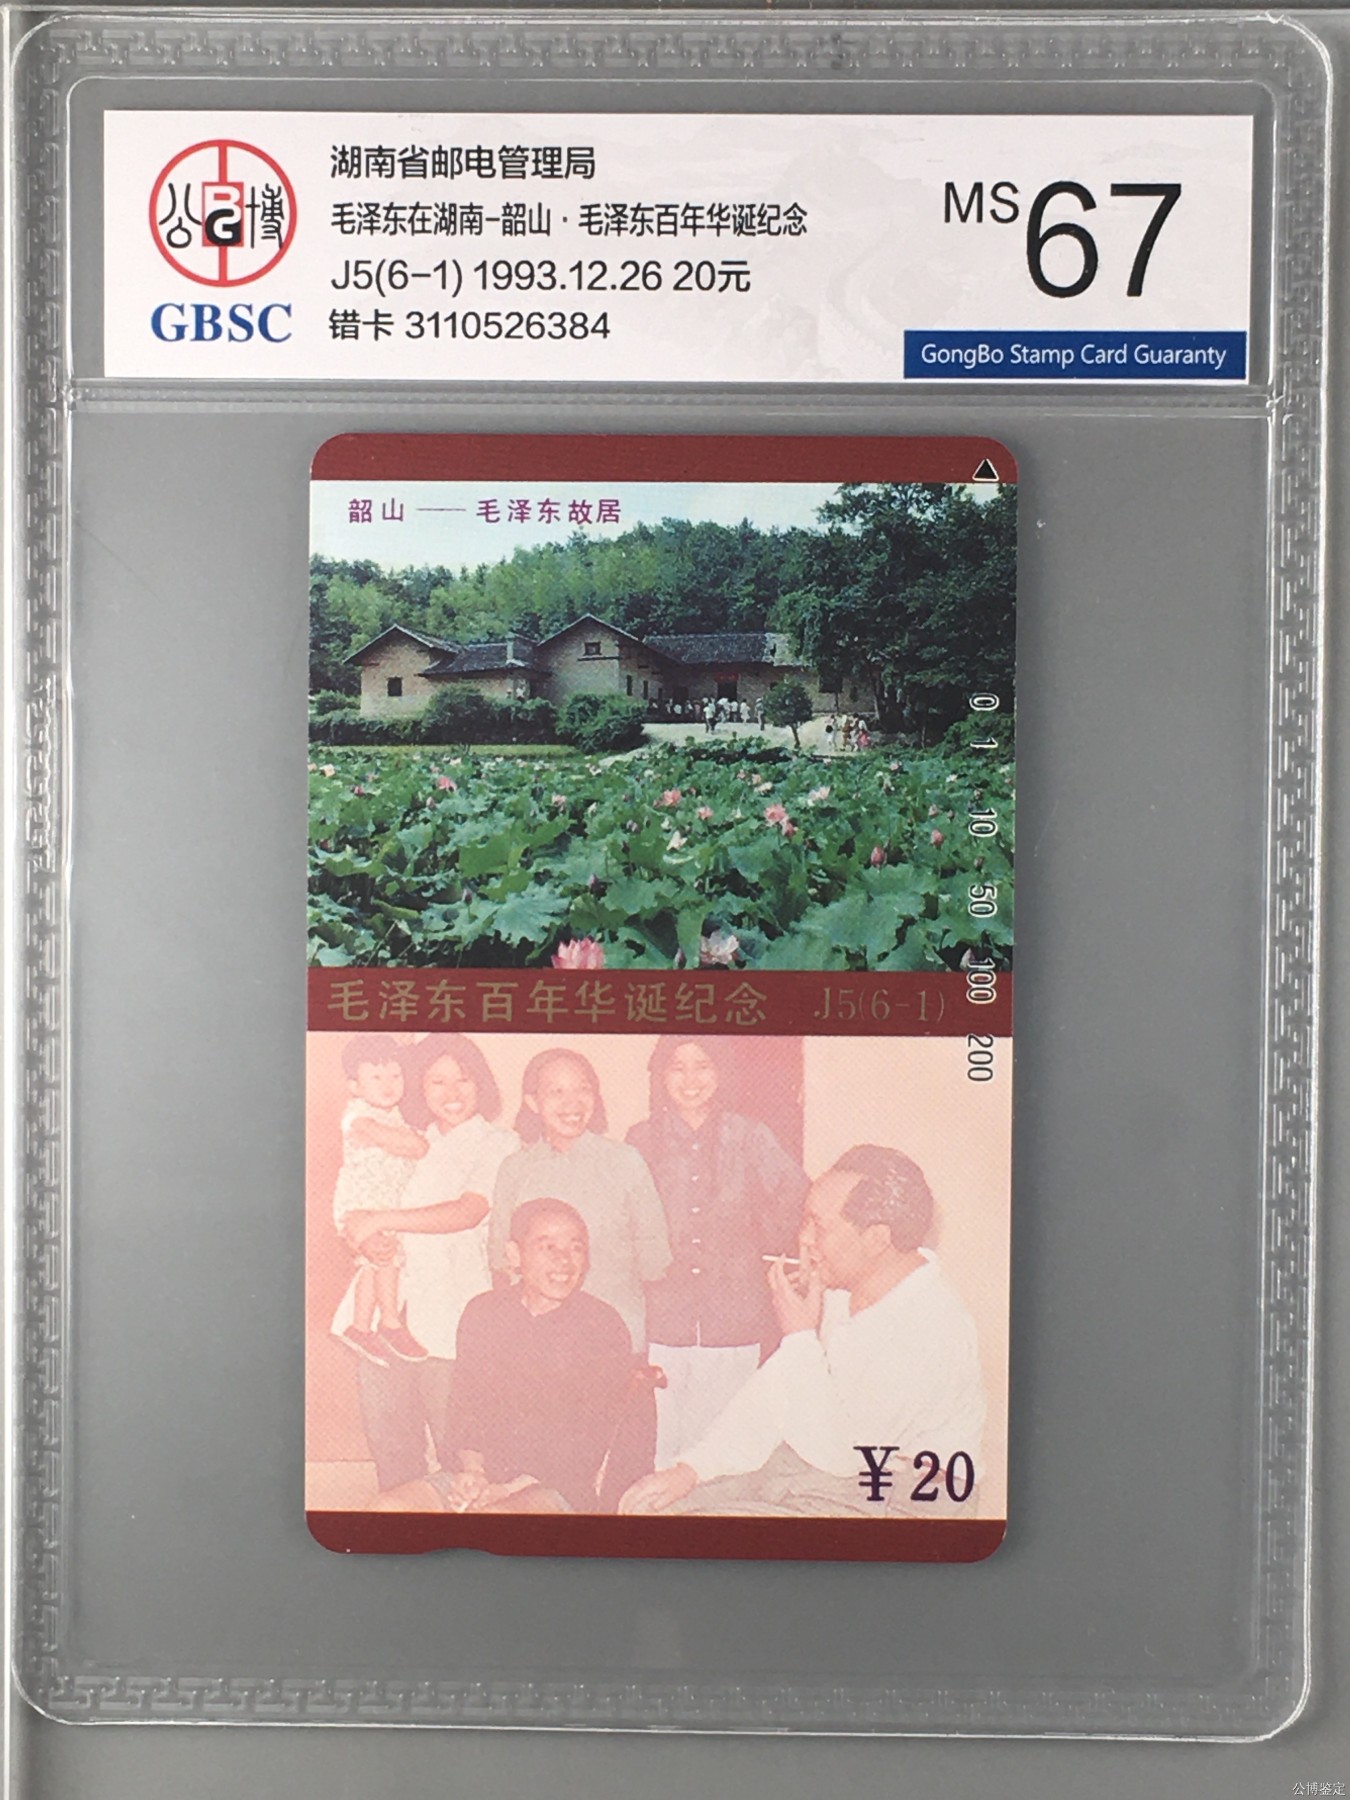 公博
BG
GBSC
湖南省邮电管理局
毛泽东在湖南-韶山·毛泽东百年华诞纪念
J5(6-1) 1993.12.26 20元
错卡 3110526384
MS 67
GongBo Stamp Card Guaranty
韶山——毛泽东故居
0
1
10
50
100
200
毛泽东百年华诞纪念 J5(6-1)
¥20
公博鉴定